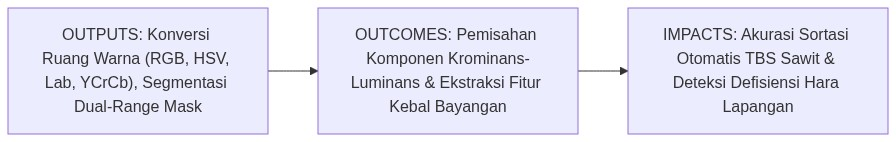 OUTPUTS: Konversi
Ruang Warna (RGB, HSV,
Lab, YCrCb), Segmentasi
Dual-Range Mask
OUTCOMES: Pemisahan
Komponen Krominans-
Luminans & Ekstraksi Fitur
Kebal Bayangan
IMPACTS: Akurasi Sortasi
Otomatis TBS Sawit &
Deteksi Defisiensi Hara
Lapangan